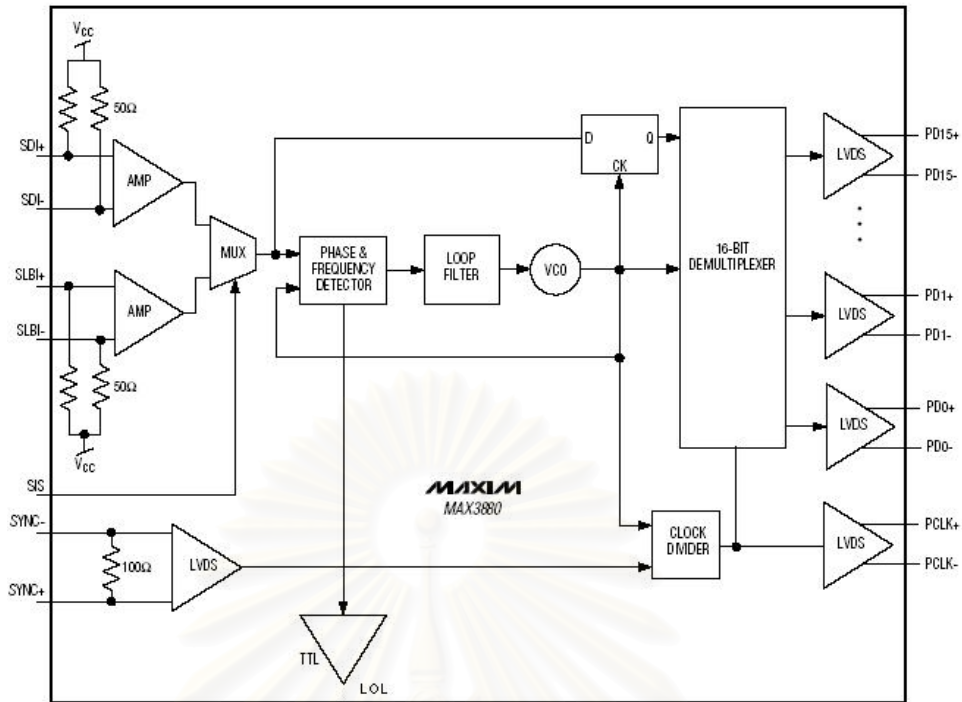 VCC
50Ω
SDI+
SDI-
AMP
SLBI+
SLBI-
AMP
50Ω
VCC
MUX
PHASE &
FREQUENCY
DETECTOR
LOOP
FILTER
VCO
D
Q
CK
16-BIT
DEMULTIPLEXER
LVDS
PD15+
PD15-
LVDS
PD1+
PD1-
LVDS
PD0+
PD0-
SIS
SYNC-
SYNC+
100Ω
LVDS
MAXIM
MAX3880
CLOCK
DIVIDER
LVDS
PCLK+
PCLK-
TTL
LOL